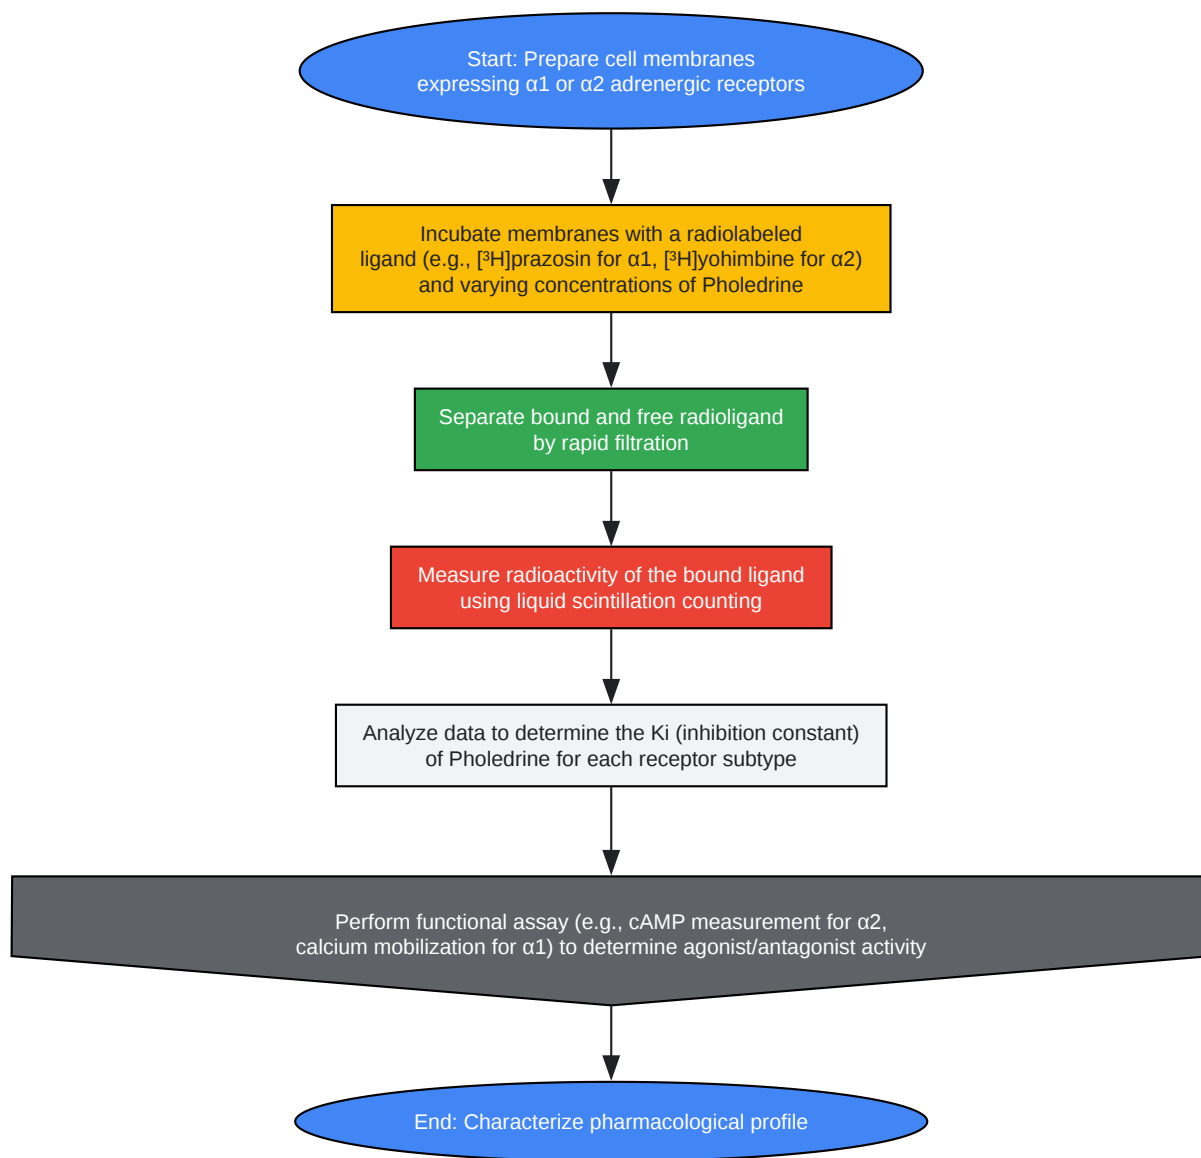 Start: Prepare cell membranes
expressing α1 or α2 adrenergic receptors
Incubate membranes with a radiolabeled
ligand (e.g., [³H]prazosin for α1, [³H]yohimbine for α2)
and varying concentrations of Pholedrine
Separate bound and free radioligand
by rapid filtration
Measure radioactivity of the bound ligand
using liquid scintillation counting
Analyze data to determine the Ki (inhibition constant)
of Pholedrine for each receptor subtype
Perform functional assay (e.g., cAMP measurement for α2,
calcium mobilization for α1) to determine agonist/antagonist activity
End: Characterize pharmacological profile